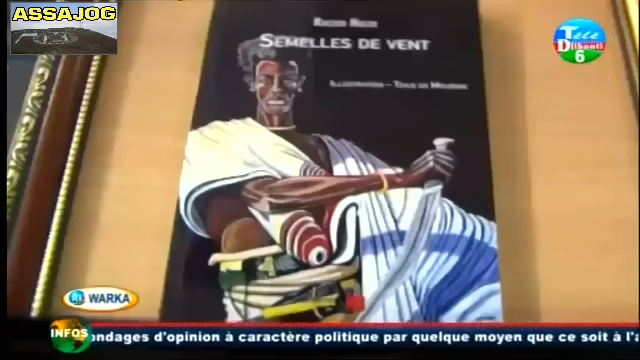 ASSAJOG
SEMELLES DE VENT
ILLUSTRATION - 
Télé
Djibouti
6
WARKA
INFOS
ondages d'opinion à caractère politique par quelque moyen que ce soit à l'